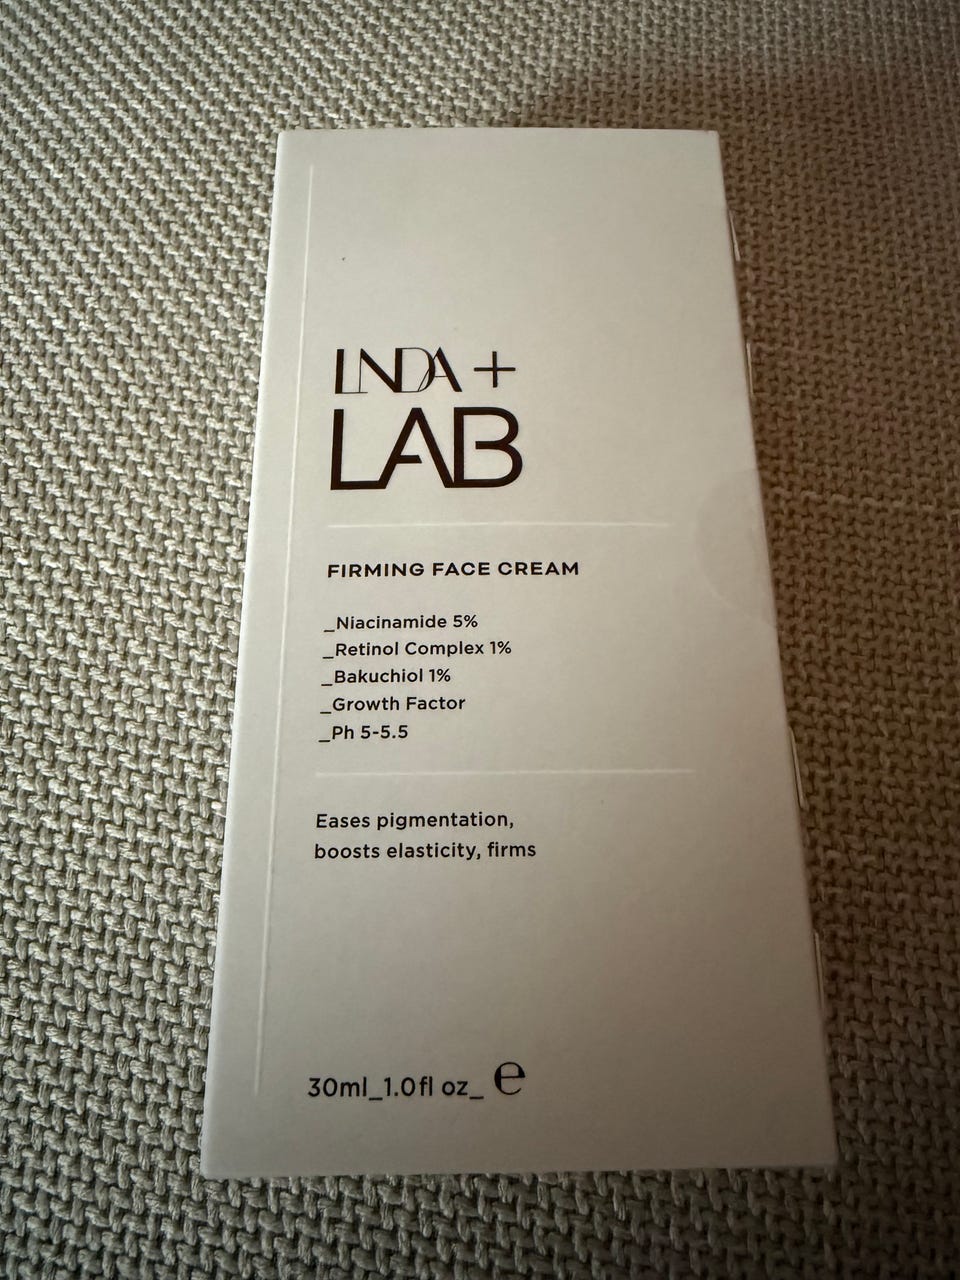 LNDA +
LAB
FIRMING FACE CREAM
_Niacinamide 5%
_Retinol Complex 1%
_Bakuchiol 1%
_Growth Factor
_Ph 5-5.5
Eases pigmentation,
boosts elasticity, firms
30ml_1.0fl oz_ ℮